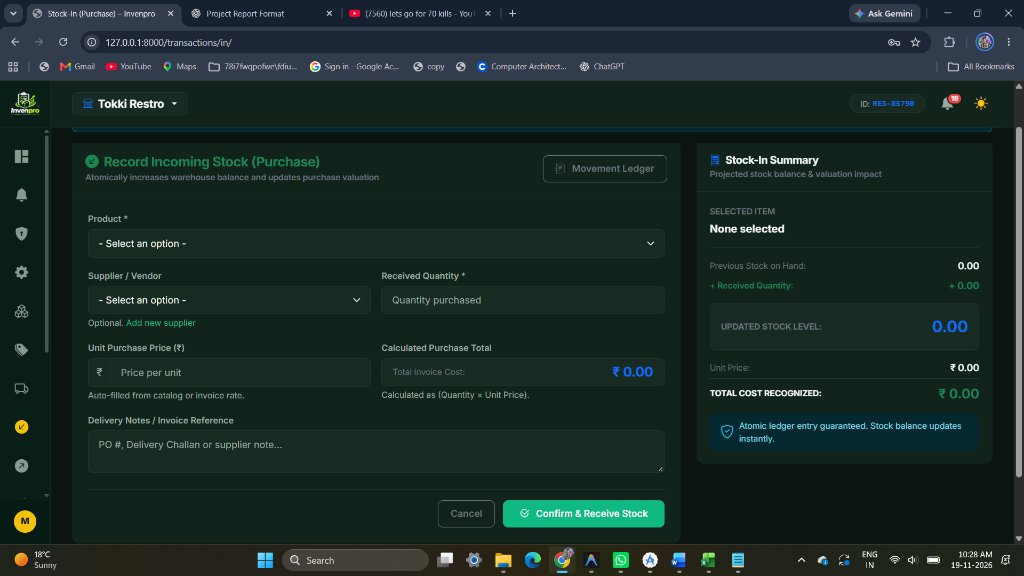 Stock-In (Purchase) – Invenpro
Project Report Format
(7560) lets go for 70 kills - You
Ask Gemini
127.0.0.1:8000/transactions/in/
Gmail
YouTube
Maps
78i7fwqpofwe\fdiu...
Sign in - Google Ac...
copy
Computer Architect...
ChatGPT
All Bookmarks
Invenpro
Tokki Restro
ID: RES-85790
19
Record Incoming Stock (Purchase)
Atomically increases warehouse balance and updates purchase valuation
Movement Ledger
Product *
- Select an option -
Supplier / Vendor
Received Quantity *
- Select an option -
Quantity purchased
Optional. Add new supplier
Unit Purchase Price (₹)
Calculated Purchase Total
₹ Price per unit
Total Invoice Cost:
₹ 0.00
Auto-filled from catalog or invoice rate.
Calculated as (Quantity × Unit Price).
Delivery Notes / Invoice Reference
PO #, Delivery Challan or supplier note...
Cancel
Confirm & Receive Stock
Stock-In Summary
Projected stock balance & valuation impact
SELECTED ITEM
None selected
Previous Stock on Hand: 0.00
+ Received Quantity: + 0.00
UPDATED STOCK LEVEL: 0.00
Unit Price: ₹ 0.00
TOTAL COST RECOGNIZED: ₹ 0.00
Atomic ledger entry guaranteed. Stock balance updates
instantly.
M
18°C
Sunny
Search
ENG
IN
10:28 AM
19-11-2026